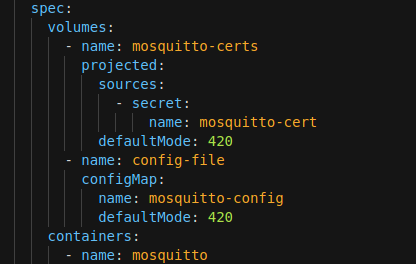 spec:
  volumes:
    - name: mosquitto-certs
      projected:
        sources:
          - secret:
              name: mosquitto-cert
        defaultMode: 420
    - name: config-file
      configMap:
        name: mosquitto-config
        defaultMode: 420
  containers:
    - name: mosquitto